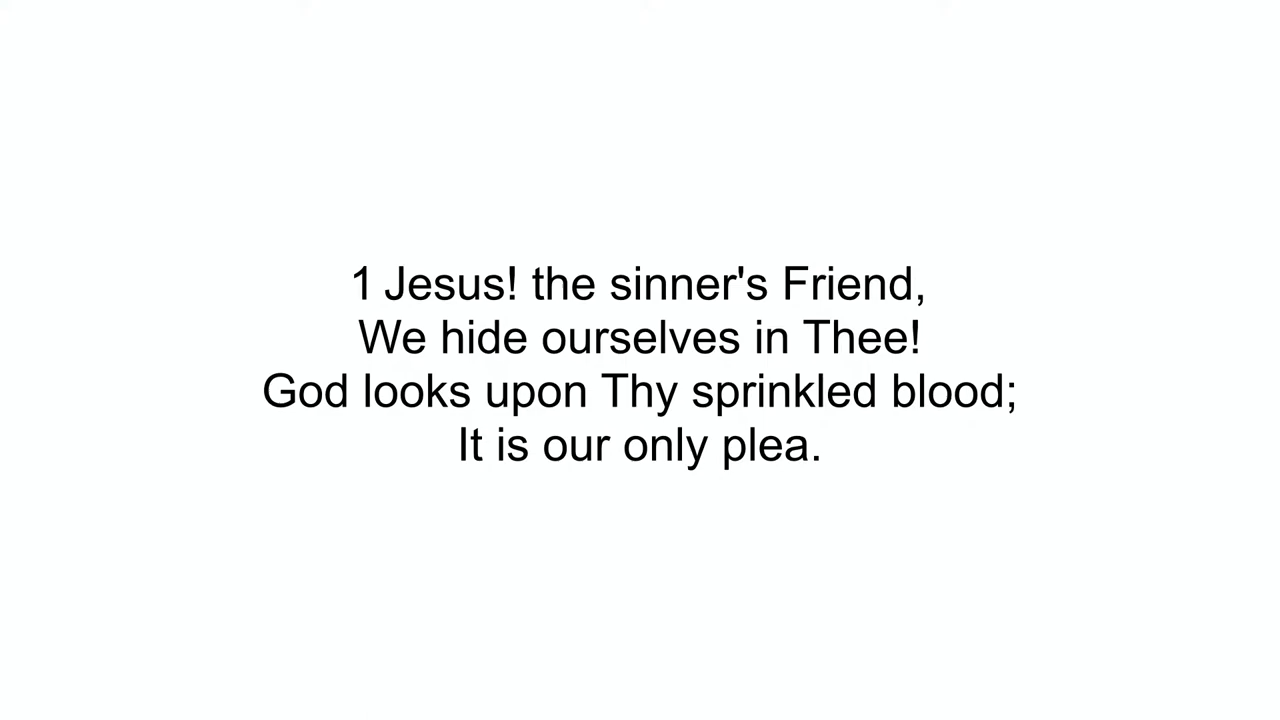 1 Jesus! the sinner's Friend,
We hide ourselves in Thee!
God looks upon Thy sprinkled blood;
It is our only plea.